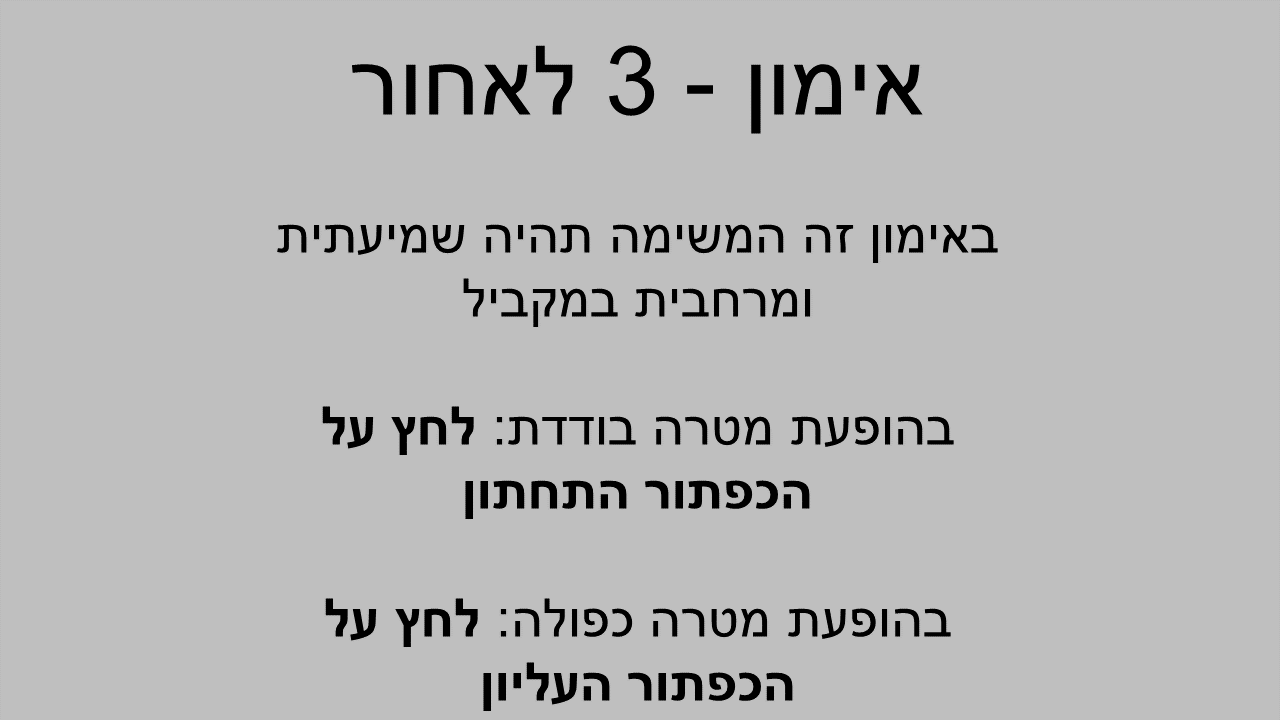 אימון - 3 לאחור
באימון זה המשימה תהיה שמיעתית
ומרחבית במקביל
בהופעת מטרה בודדת: לחץ על
הכפתור התחתון
בהופעת מטרה כפולה: לחץ על
הכפתור העליון